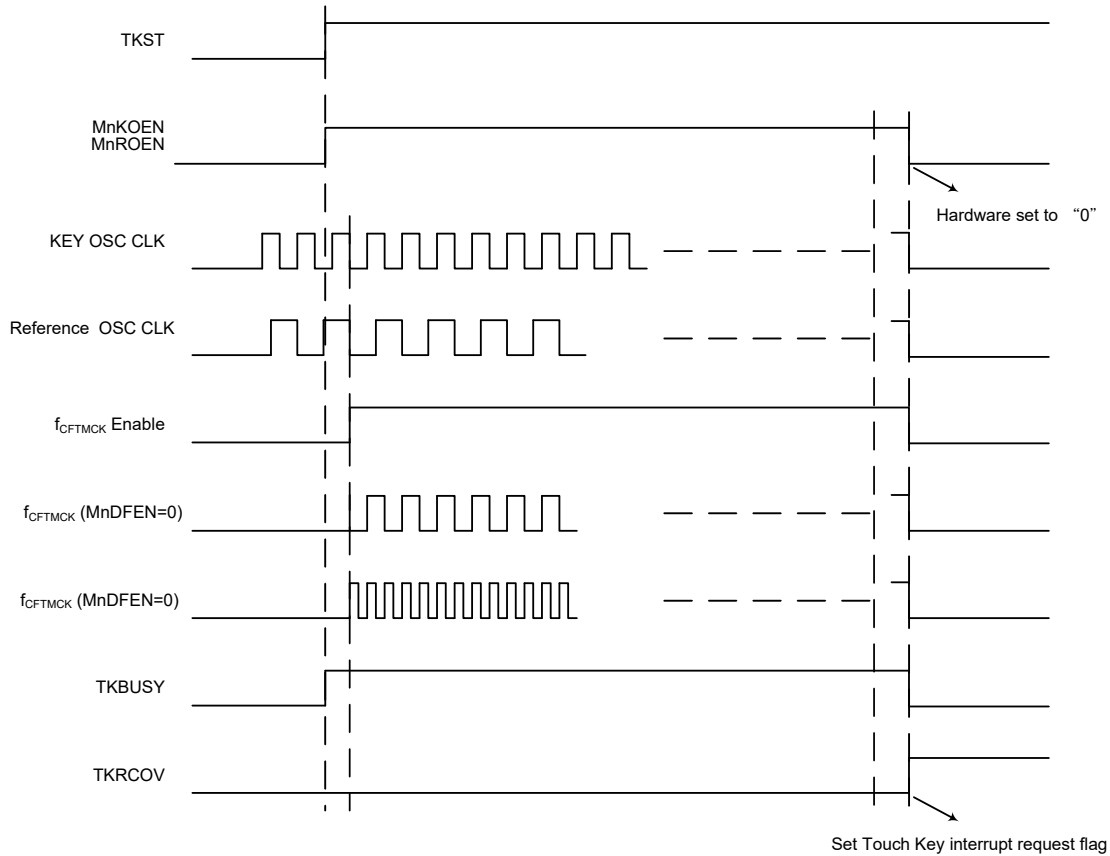 TKST
MnKOEN
MnROEN
Hardware set to “0”
KEY OSC CLK
Reference OSC CLK
fCFTMCK Enable
fCFTMCK (MnDFEN=0)
fCFTMCK (MnDFEN=0)
TKBUSY
TKRCOV
Set Touch Key interrupt request flag